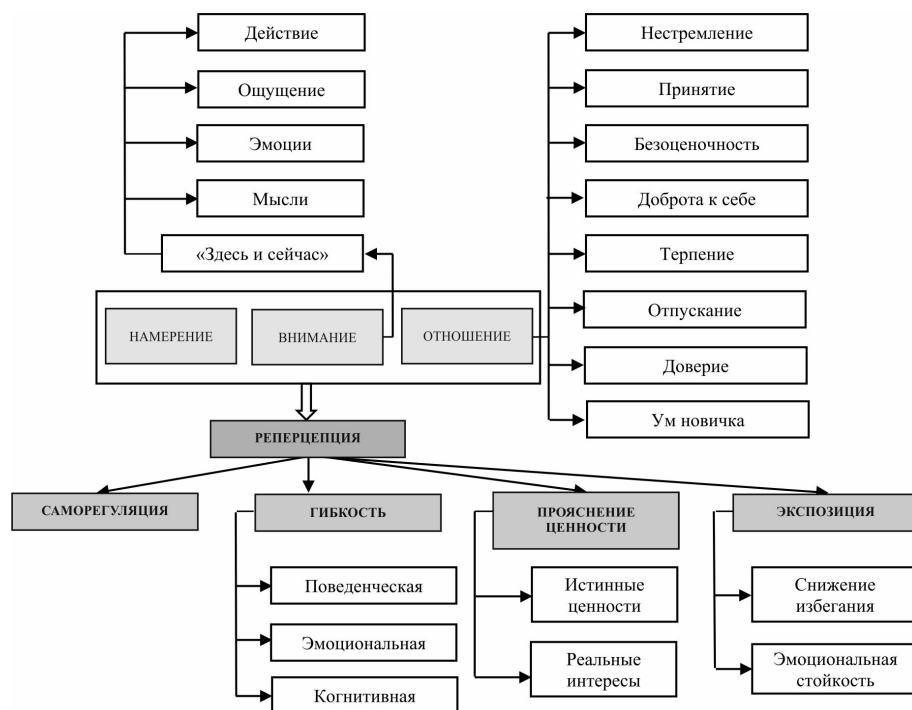 Действие
Ощущение
Эмоции
Мысли
«Здесь и сейчас»
Нестремление
Принятие
Безоценочность
Доброта к себе
Терпение
Отпускание
Доверие
Ум новичка
НАМЕРЕНИЕ
ВНИМАНИЕ
ОТНОШЕНИЕ
РЕПЕРЦЕПЦИЯ
САМОРЕГУЛЯЦИЯ
ГИБКОСТЬ
Поведенческая
Эмоциональная
Когнитивная
ПРОЯСНЕНИЕ
ЦЕННОСТИ
Истинные
ценности
Реальные
интересы
ЭКСПОЗИЦИЯ
Снижение
избегания
Эмоциональная
стойкость